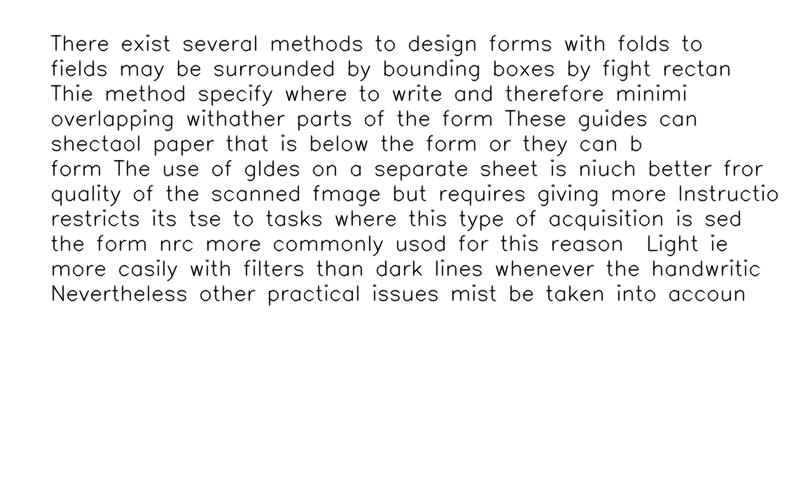 There exist several methods to design forms with folds to
fields may be surrounded by bounding boxes by fight rectan
Thie method specify where to write and therefore minimi
overlapping withather parts of the form These guides can
shectaol paper that is below the form or they can b
form The use of gldes on a separate sheet is niuch better fror
quality of the scanned fmage but requires giving more Instructio
restricts its tse to tasks where this type of acquisition is sed
the form nrc more commonly usod for this reason  Light ie
more casily with filters than dark lines whenever the handwritic
Nevertheless other practical issues mist be taken into accoun